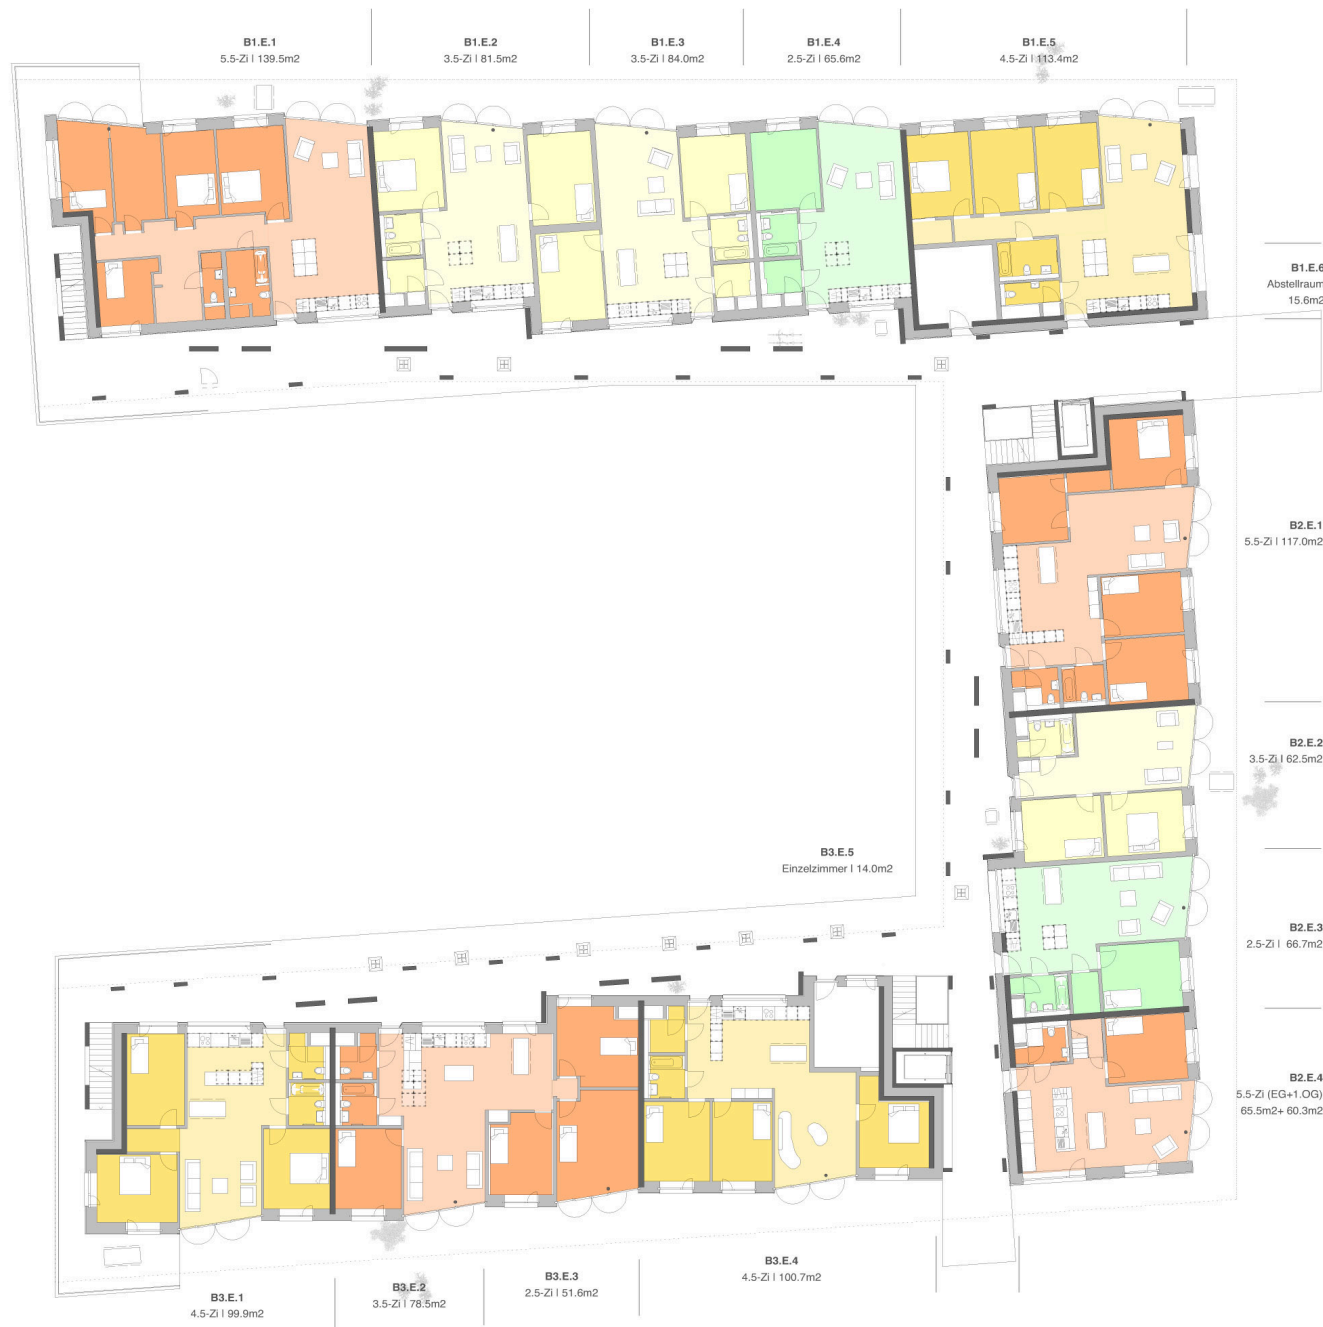 B1.E.1
5.5-Zi | 139.5m2
B1.E.2
3.5-Zi | 81.5m2
B1.E.3
3.5-Zi | 84.0m2
B1.E.4
2.5-Zi | 65.6m2
B1.E.5
4.5-Zi | 113.4m2
B1.E.6
Abstellraum
15.6m2
B2.E.1
5.5-Zi | 117.0m2
B2.E.2
3.5-Zi | 62.5m2
B3.E.5
Einzelzimmer | 14.0m2
B2.E.3
2.5-Zi | 66.7m2
B2.E.4
5.5-Zi (EG+1.OG)
65.5m2+ 60.3m2
B3.E.1
4.5-Zi | 99.9m2
B3.E.2
3.5-Zi | 78.5m2
B3.E.3
2.5-Zi | 51.6m2
B3.E.4
4.5-Zi | 100.7m2